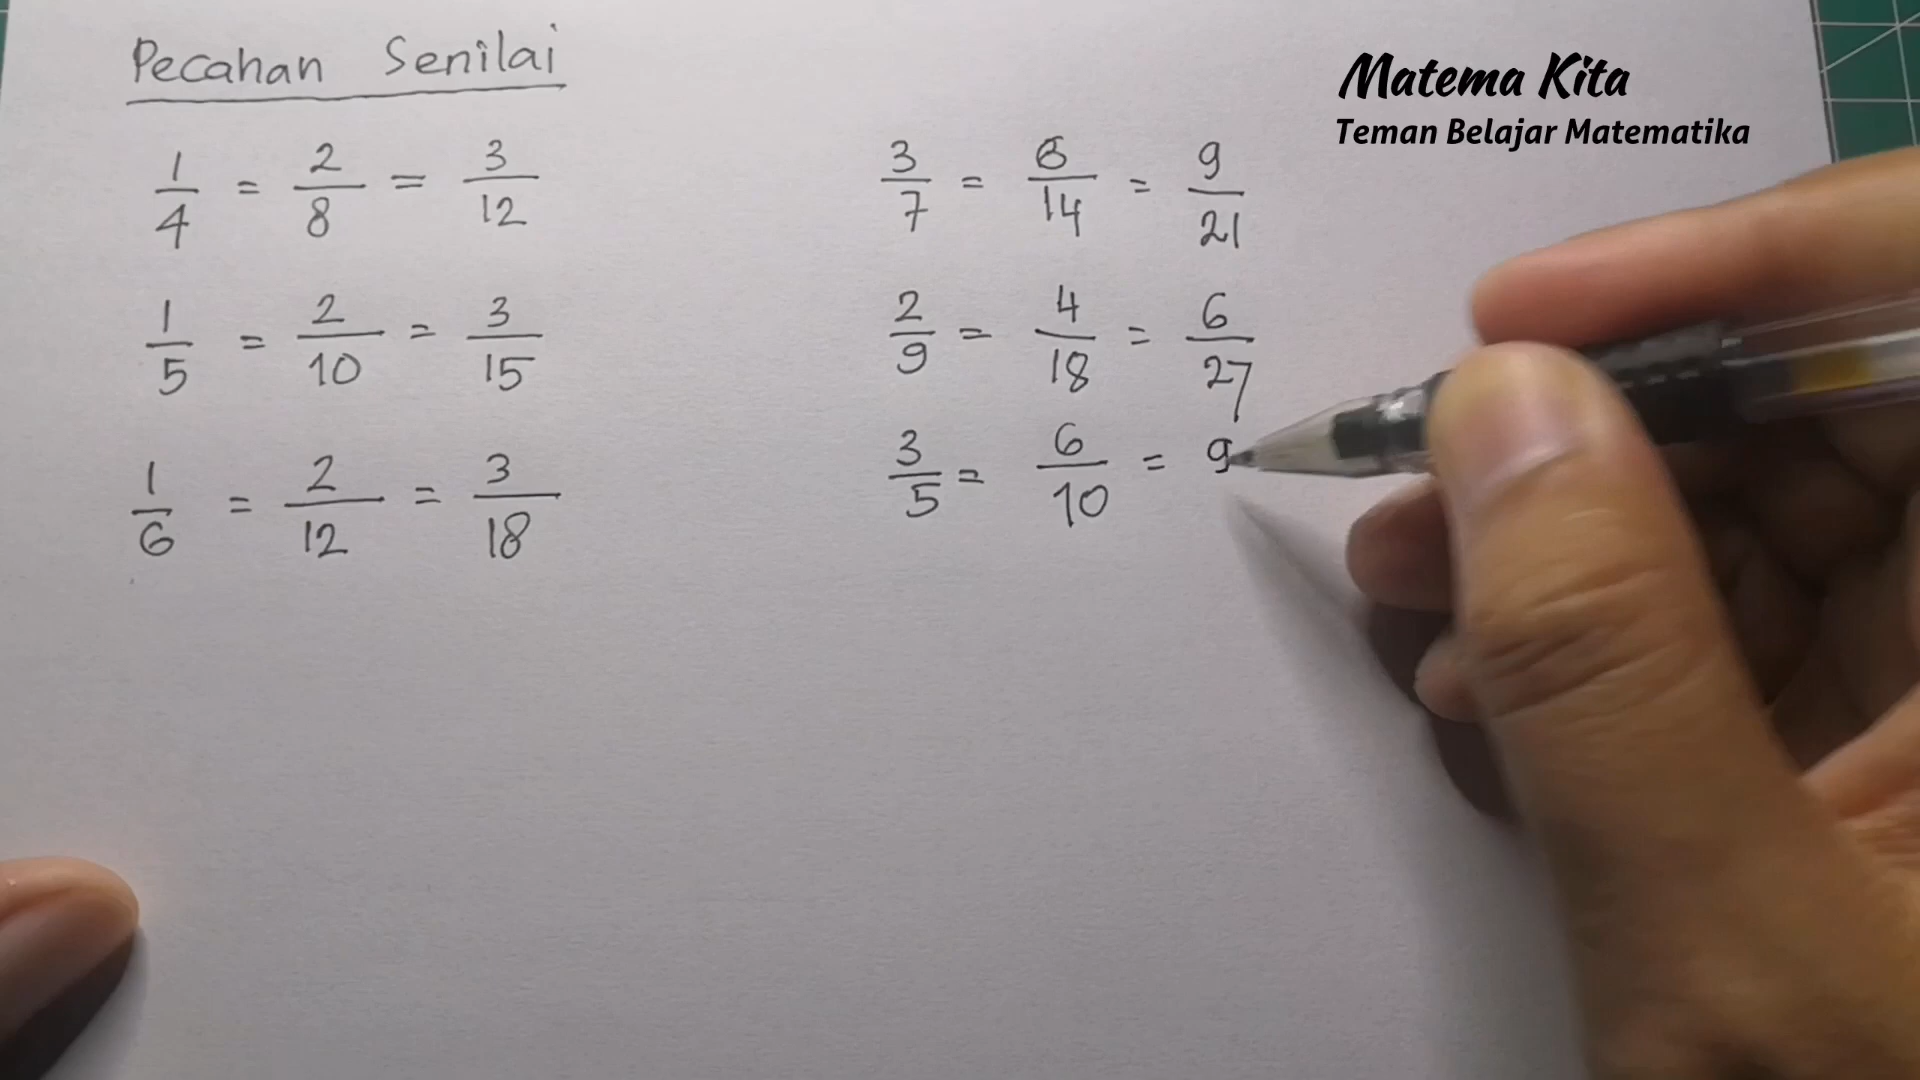 Pecahan Senilai
Matema Kita
Teman Belajar Matematika
1/4 = 2/8 = 3/12
1/5 = 2/10 = 3/15
1/6 = 2/12 = 3/18
3/7 = 6/14 = 9/21
2/9 = 4/18 = 6/27
3/5 = 6/10 = 9